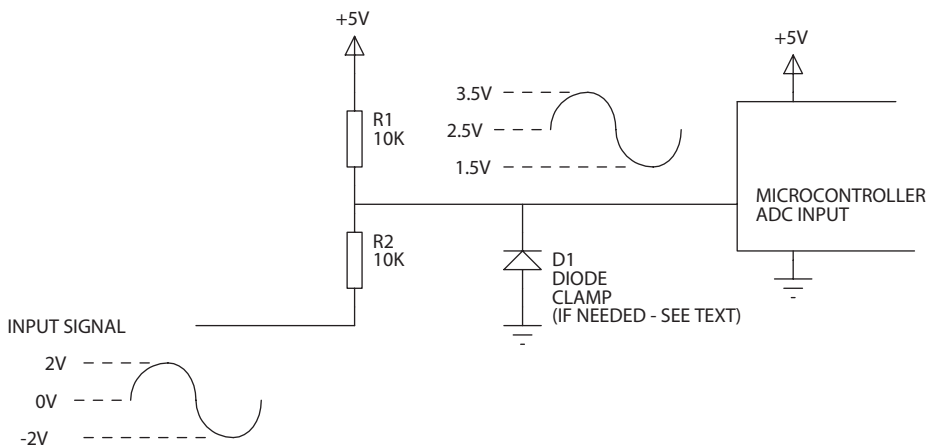 +5V
+5V
3.5V
2.5V
1.5V
R1
10K
MICROCONTROLLER
ADC INPUT
R2
10K
D1
DIODE
CLAMP
(IF NEEDED - SEE TEXT)
INPUT SIGNAL
2V
0V
-2V